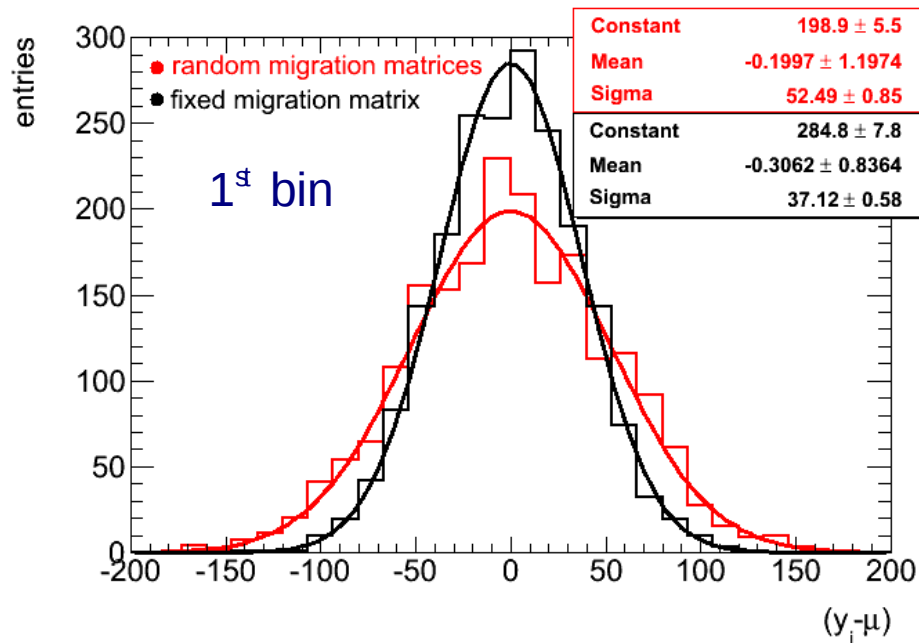 Constant 198.9 ± 5.5
Mean -0.1997 ± 1.1974
Sigma 52.49 ± 0.85
Constant 284.8 ± 7.8
Mean -0.3062 ± 0.8364
Sigma 37.12 ± 0.58
entries
random migration matrices
fixed migration matrix
1st bin
300
250
200
150
100
50
0
-200 -150 -100 -50 0 50 100 150 200
(y_i-μ)